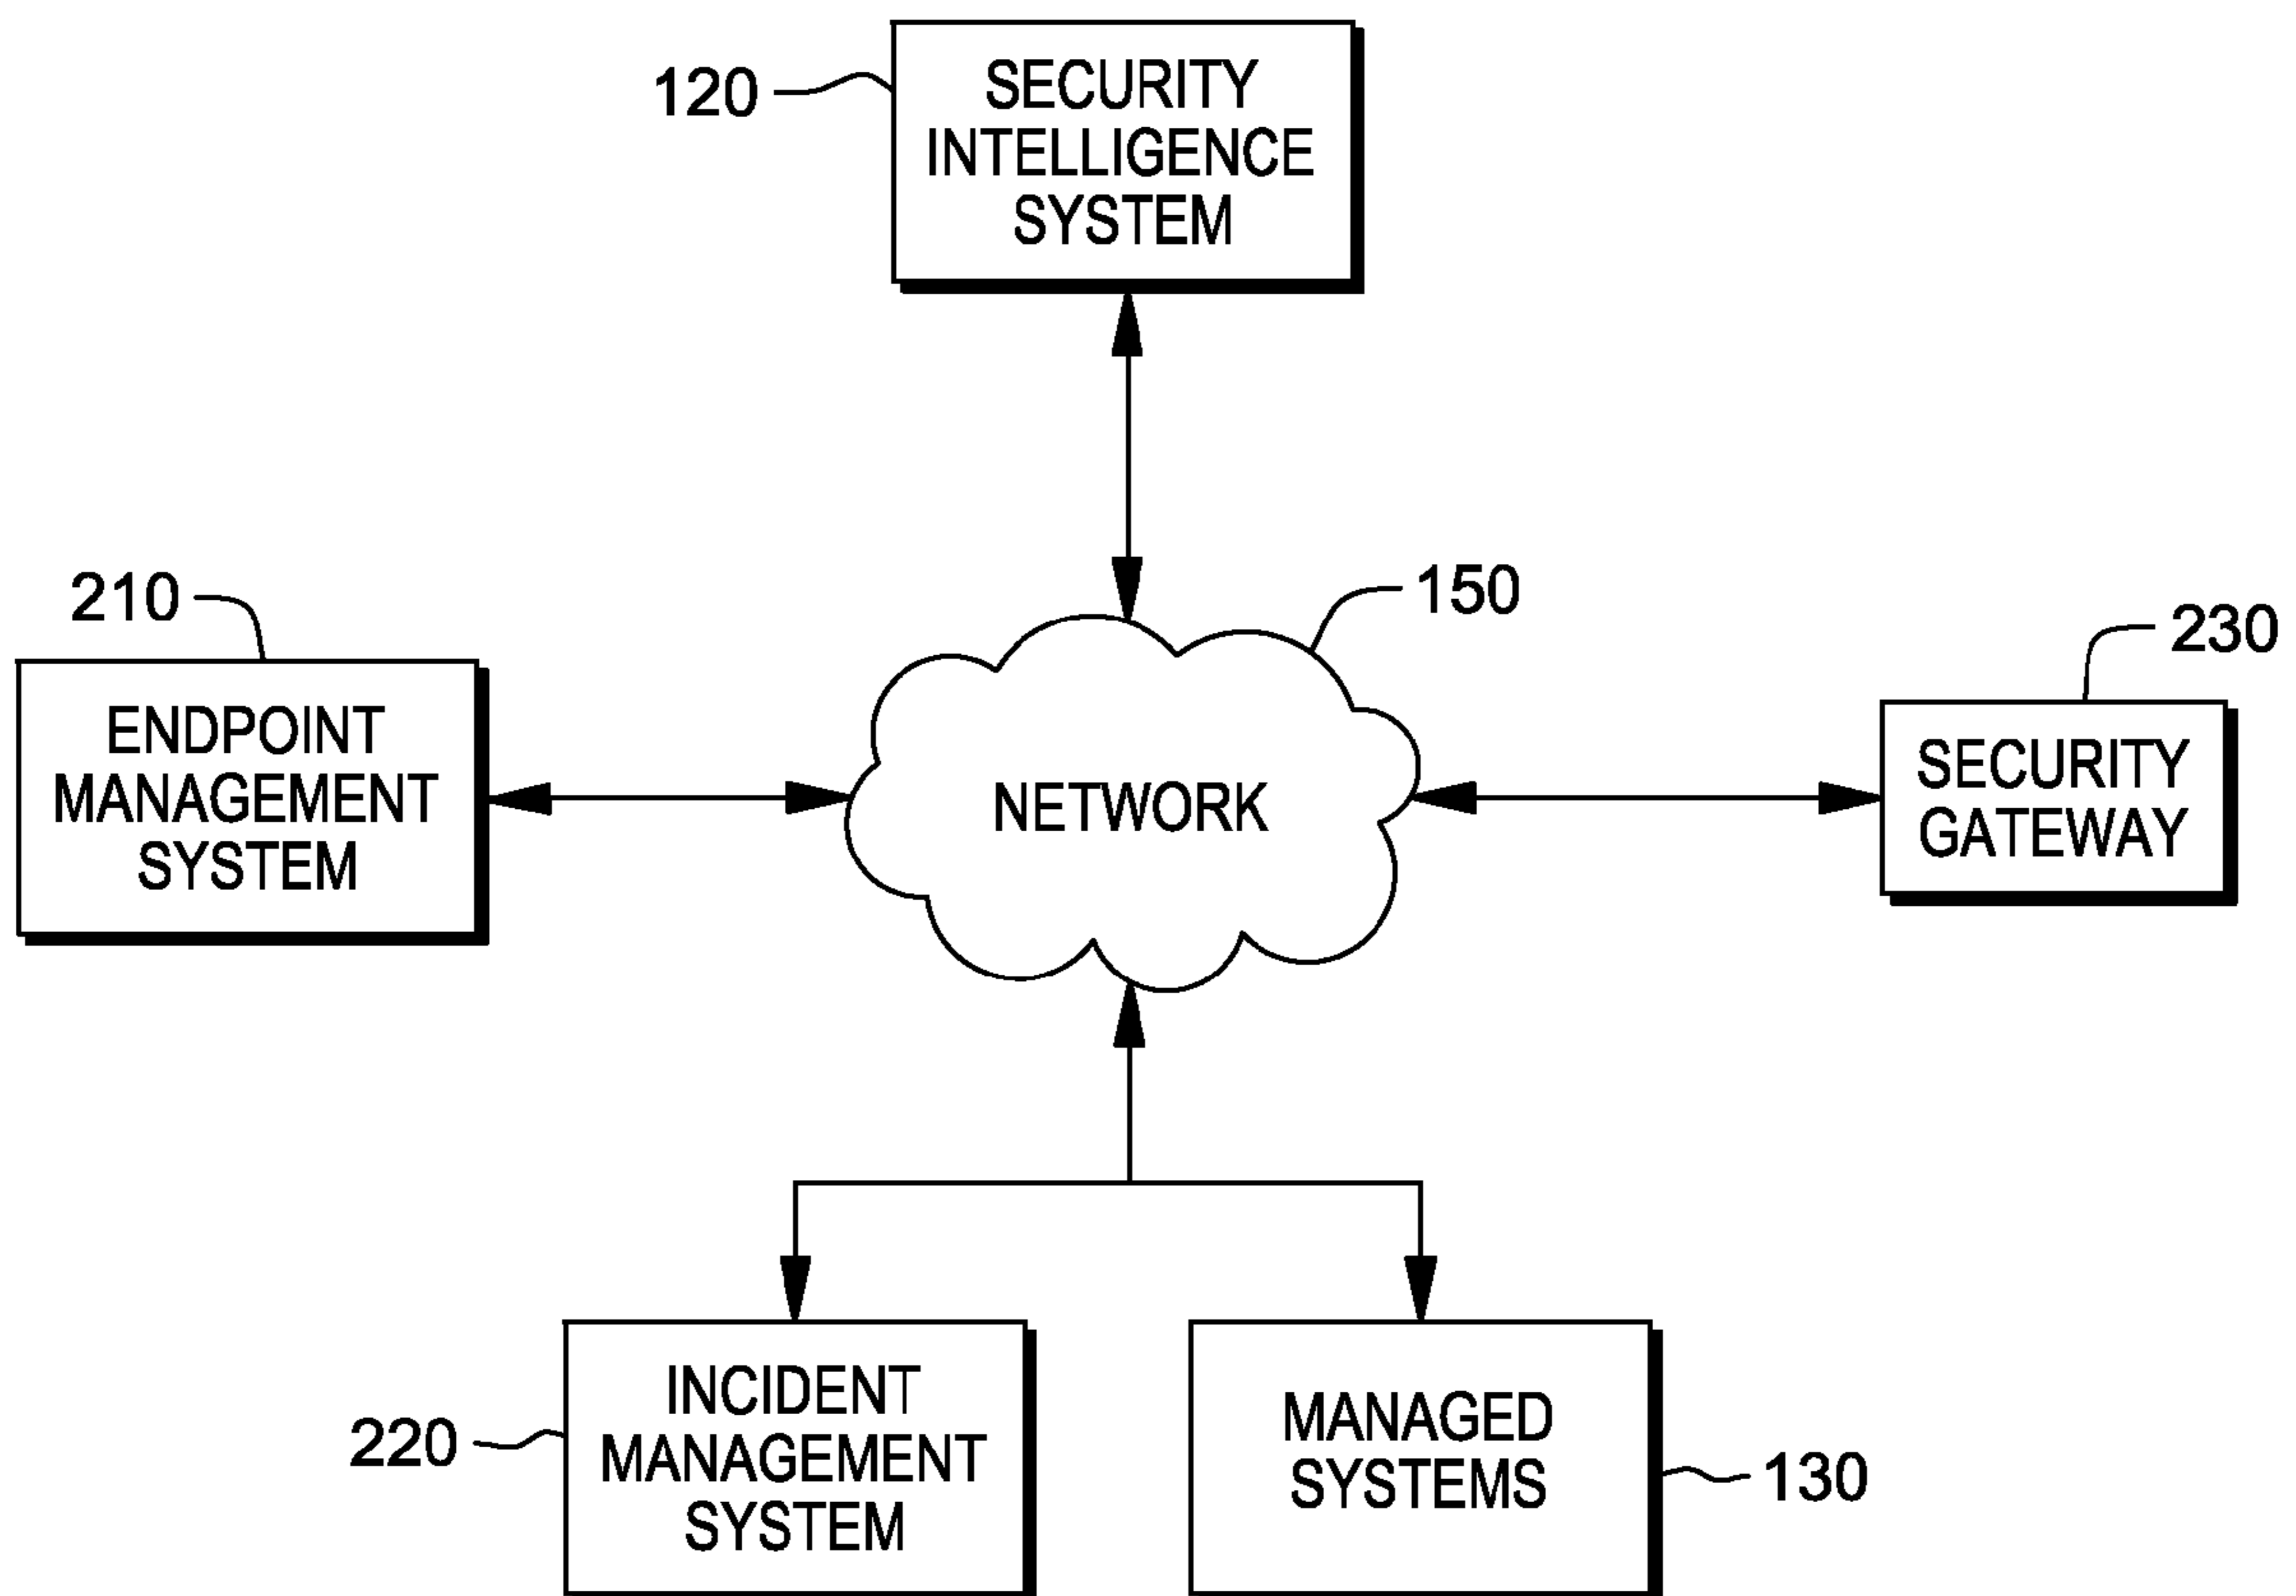 120
SECURITY
INTELLIGENCE
SYSTEM
210
150
230
ENDPOINT
MANAGEMENT
SYSTEM
NETWORK
SECURITY
GATEWAY
220
INCIDENT
MANAGEMENT
SYSTEM
MANAGED
SYSTEMS
130